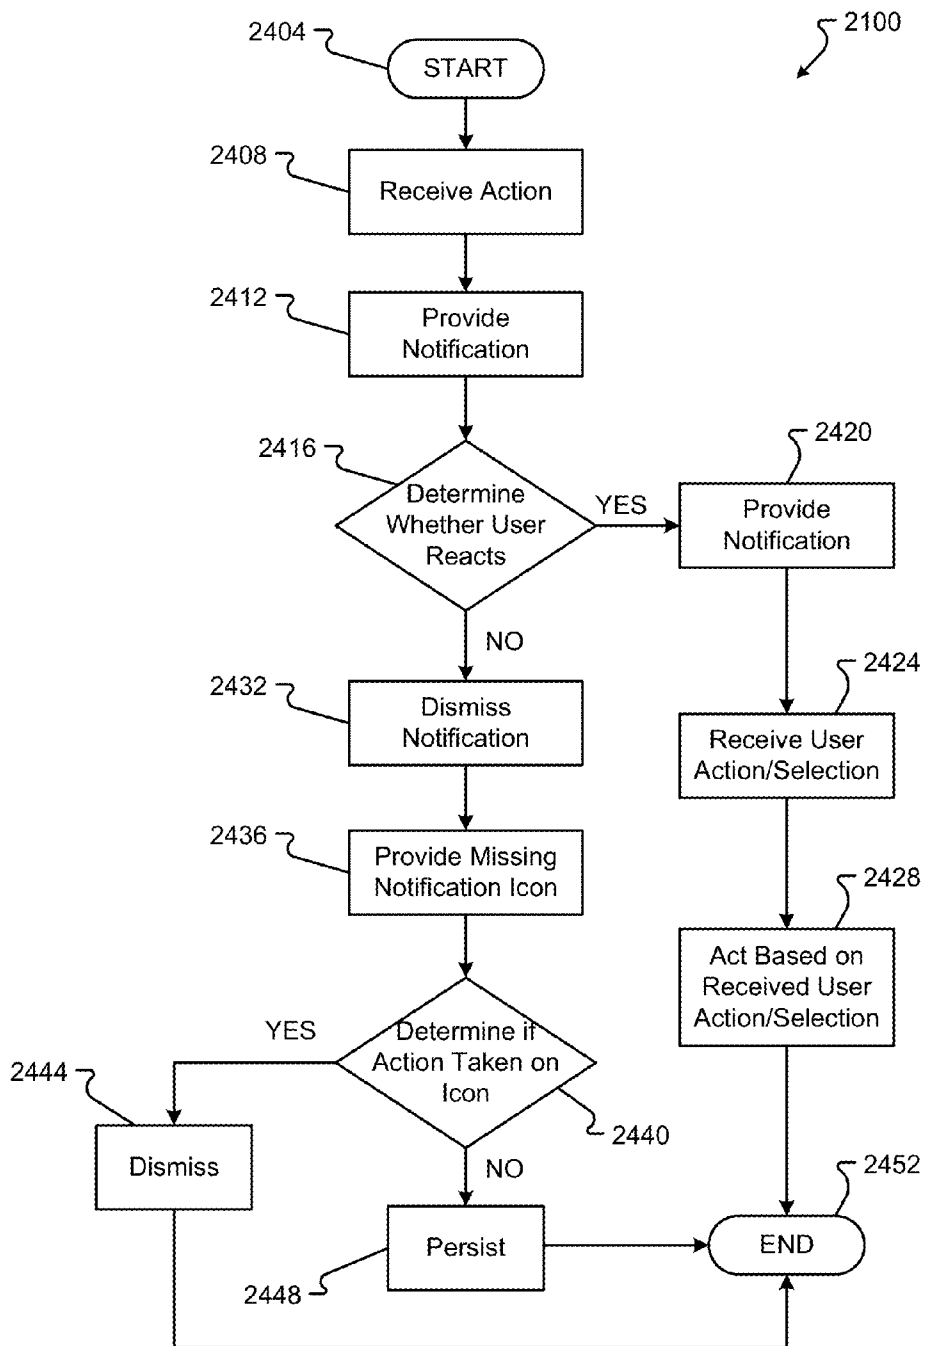 2404
START
2100
2408
Receive Action
2412
Provide
Notification
2416
Determine
Whether User
Reacts
YES
2420
Provide
Notification
NO
2424
Receive User
Action/Selection
2432
Dismiss
Notification
2436
Provide Missing
Notification Icon
2428
Act Based on
Received User
Action/Selection
YES
Determine if
Action Taken on
Icon
2440
2444
Dismiss
NO
2448
Persist
2452
END